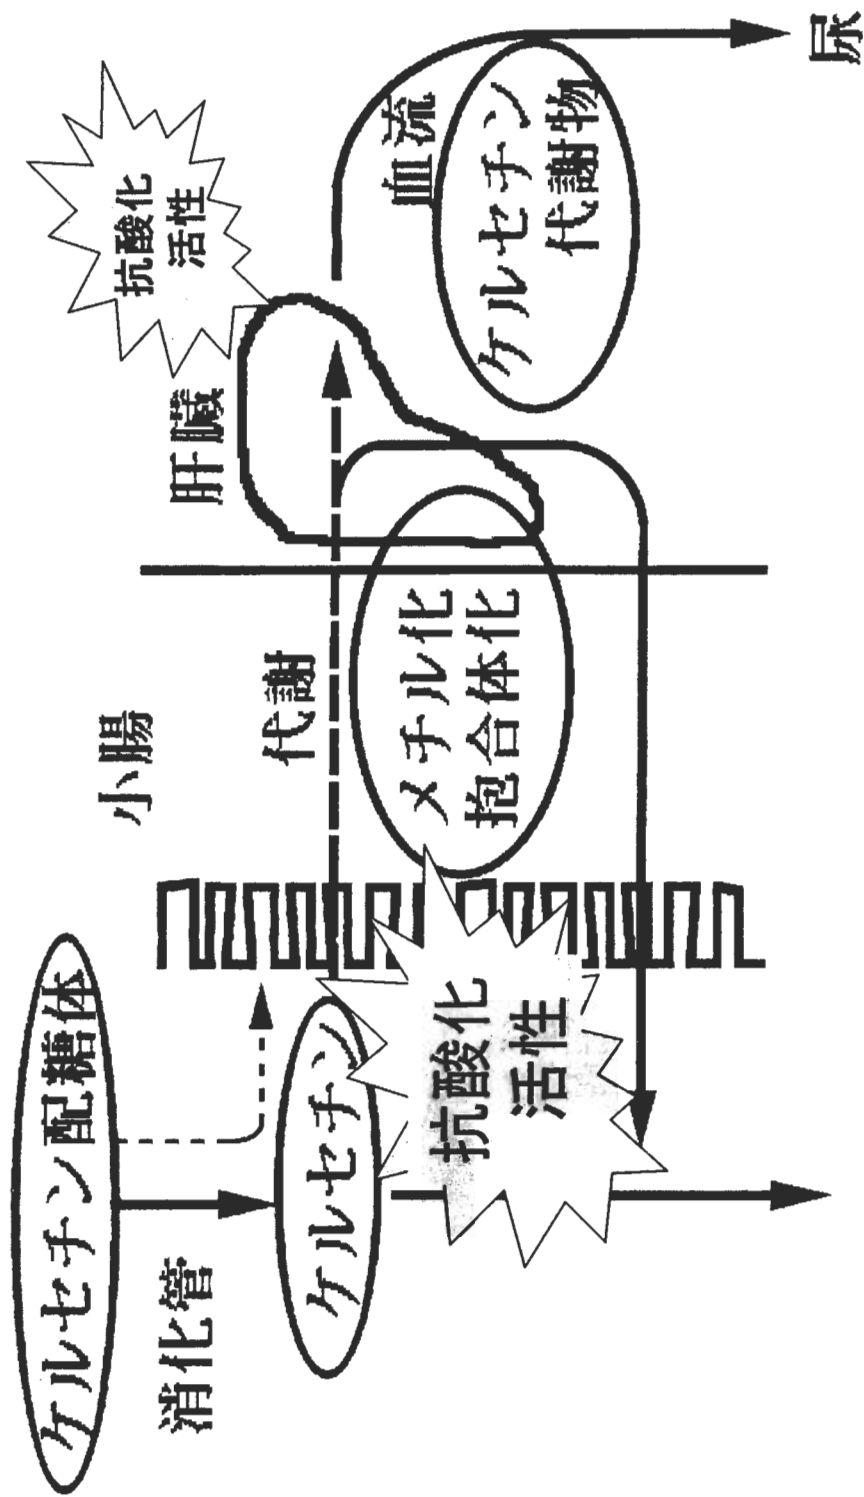 ケルセチン配糖体
小腸
抗酸化
活性
消化管
肝臓
代謝
ケルセチン
血流
メチル化
抱合体化
抗酸化
活性
ケルセチン
代謝物
尿